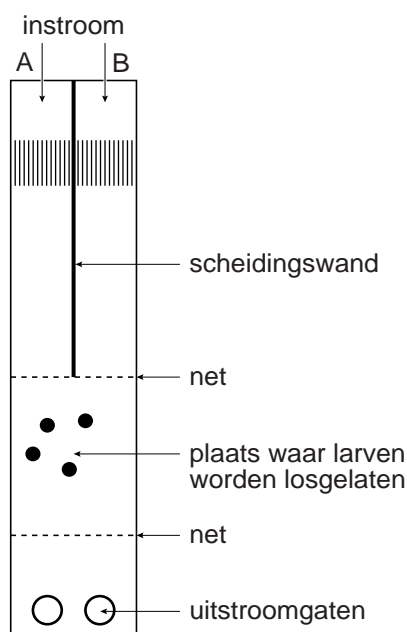 instroom
A B
scheidingswand
net
plaats waar larven
worden losgelaten
net
uitstroomgaten